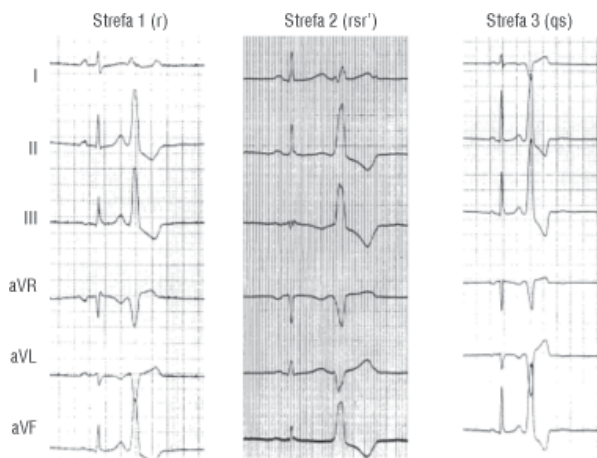 Strefa 1 (r)
Strefa 2 (rsr’)
Strefa 3 (qs)
I
II
III
aVR
aVL
aVF